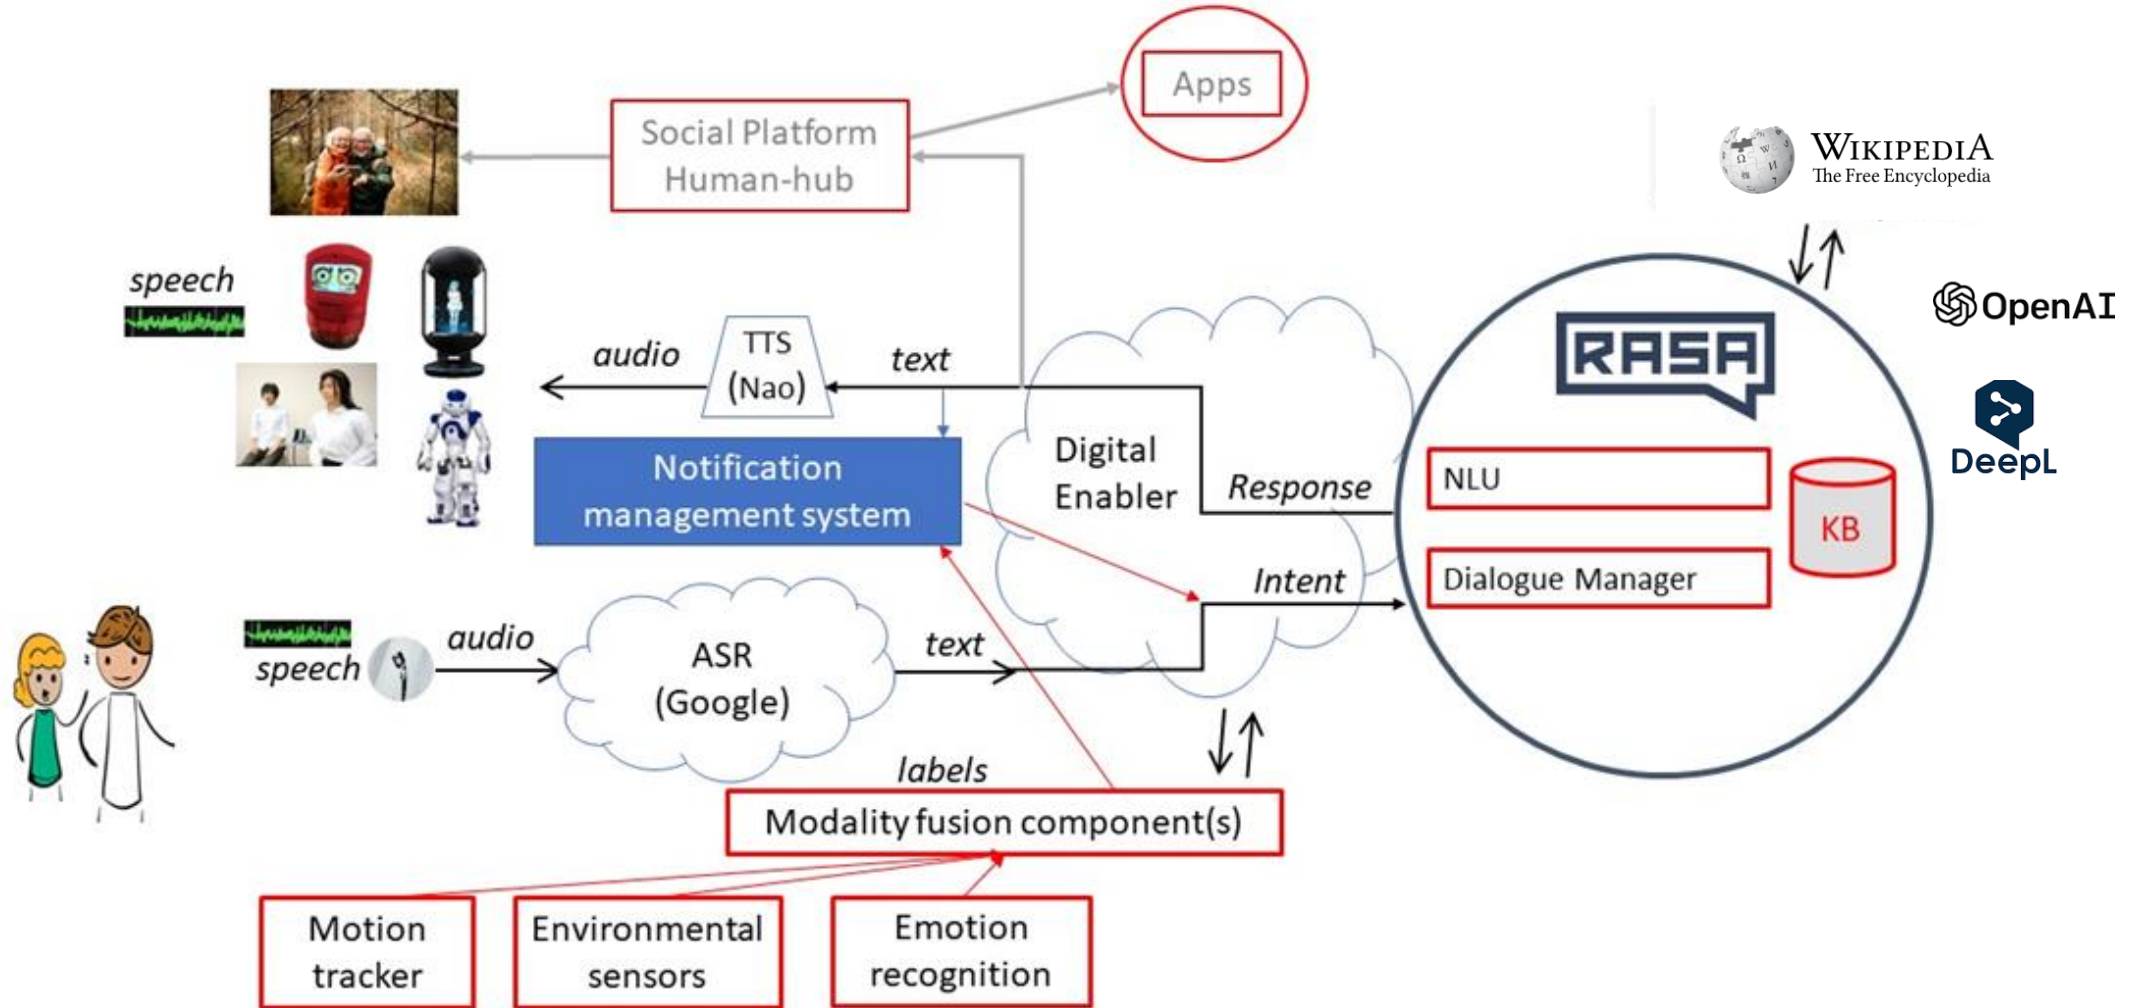 Apps
Social Platform
Human-hub
WIKIPEDIA
The Free Encyclopedia
speech
OpenAI
RASA
audio
TTS
(Nao)
text
DeepL
Digital
Enabler
Notification
management system
Response
NLU
KB
Intent
Dialogue Manager
speech
audio
ASR
(Google)
text
labels
Modality fusion component(s)
Motion
tracker
Environmental
sensors
Emotion
recognition